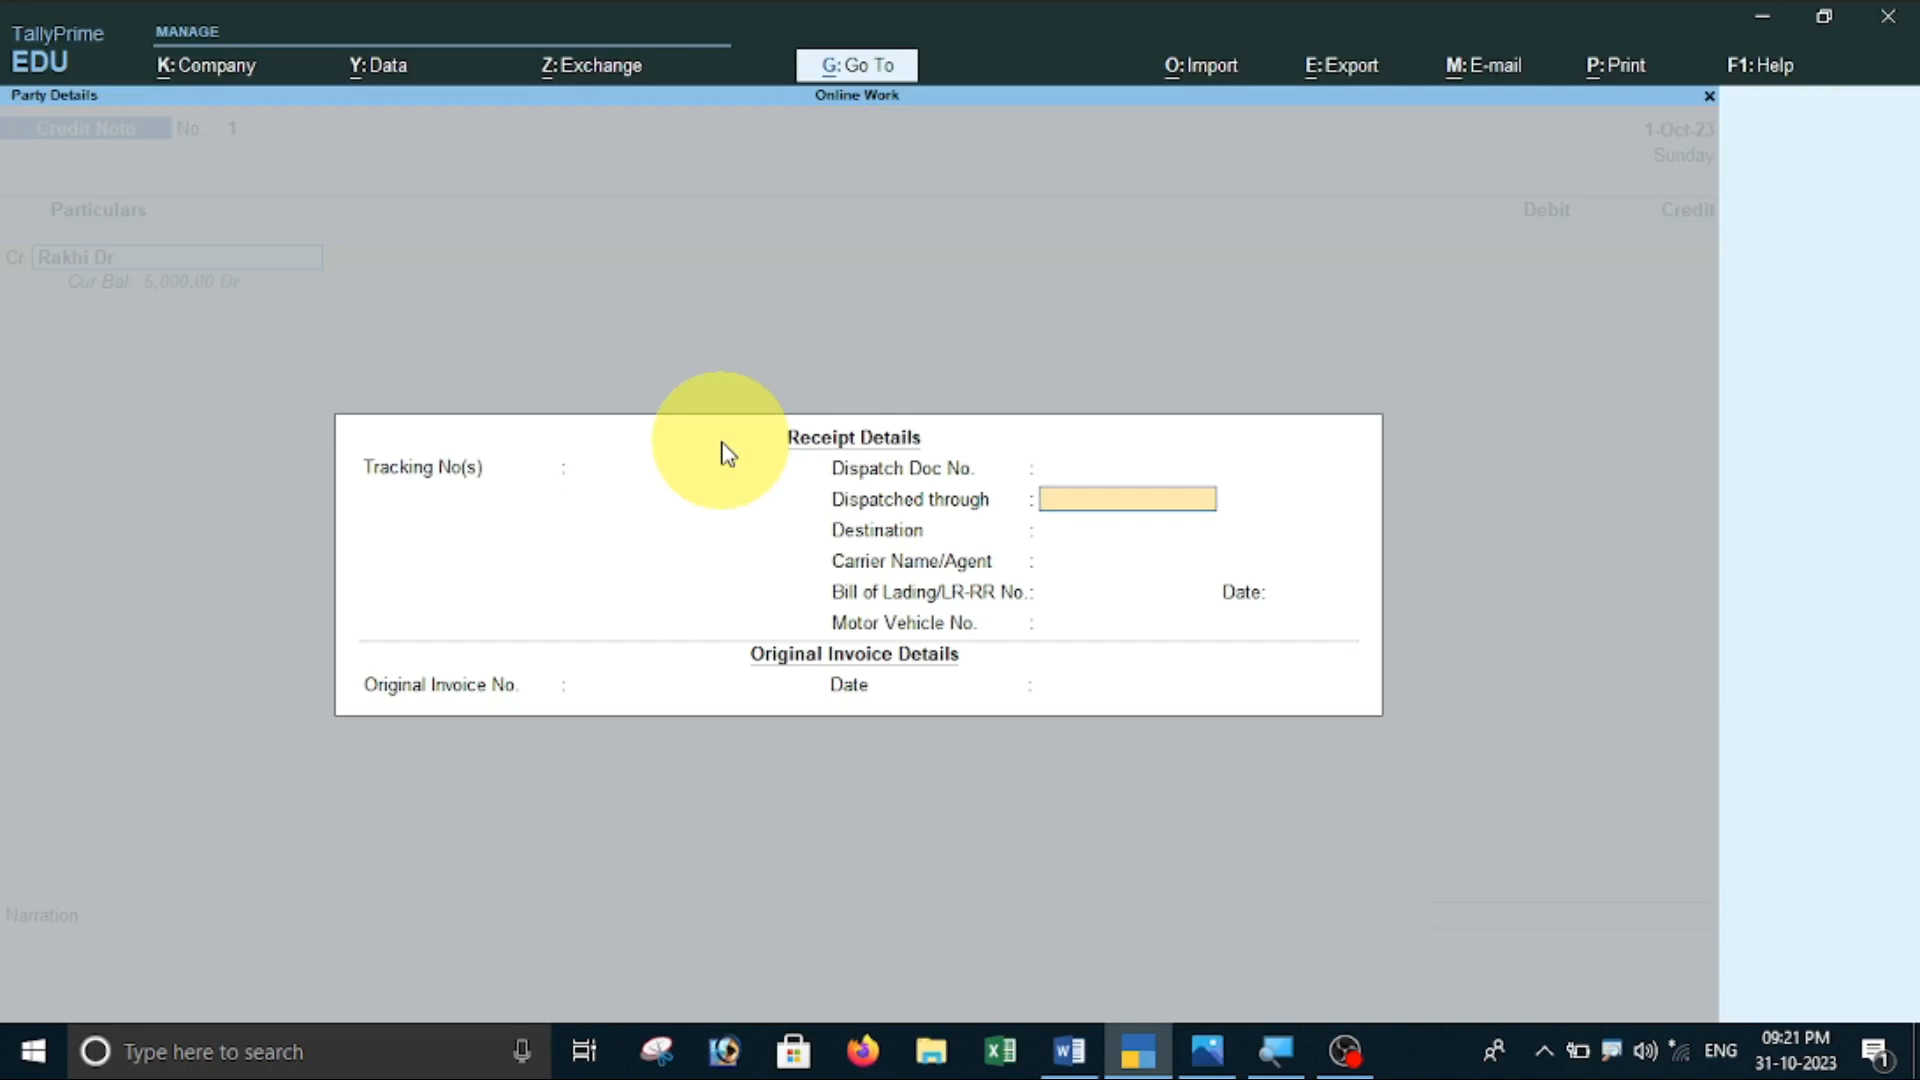 TallyPrime
EDU
MANAGE
K: Company
Y: Data
Z: Exchange
G: Go To
O: Import
E: Export
M: E-mail
P: Print
F1: Help
Party Details
Online Work
x
Credit Note No. 1
1-Oct-23
Sunday
Particulars
Debit
Credit
Cr Rakhi Dr
Cur Bal: 5,000.00 Dr
Receipt Details
Tracking No(s) :
Dispatch Doc No. :
Dispatched through :
Destination :
Carrier Name/Agent :
Bill of Lading/LR-RR No. : Date:
Motor Vehicle No. :
Original Invoice Details
Original Invoice No. :
Date :
Narration:
Type here to search
ENG
09:21 PM
31-10-2023
1